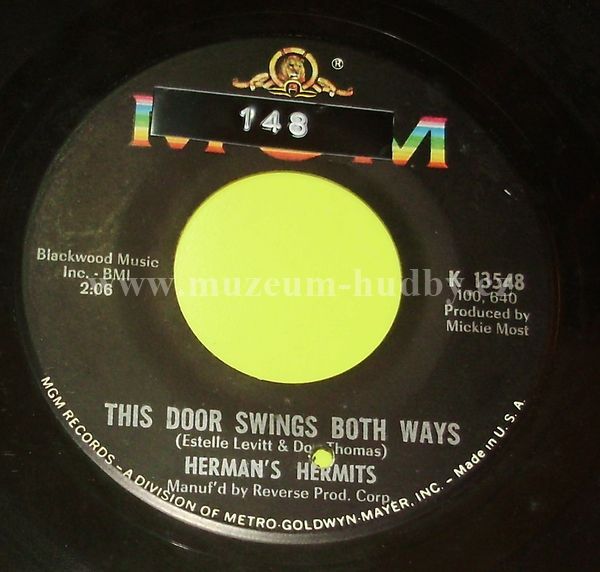 ®
148
MGM
Blackwood Music
Inc. - BMI
2:06
K 13548
100, 640
Produced by
Mickie Most
www.muzeum-hudby.cz
THIS DOOR SWINGS BOTH WAYS
(Estelle Levitt & Do Thomas)
HERMAN'S HERMITS
Manuf'd by Reverse Prod. Corp.
MGM RECORDS – A DIVISION OF METRO-GOLDWYN-MAYER, INC. – Made in U.S.A.